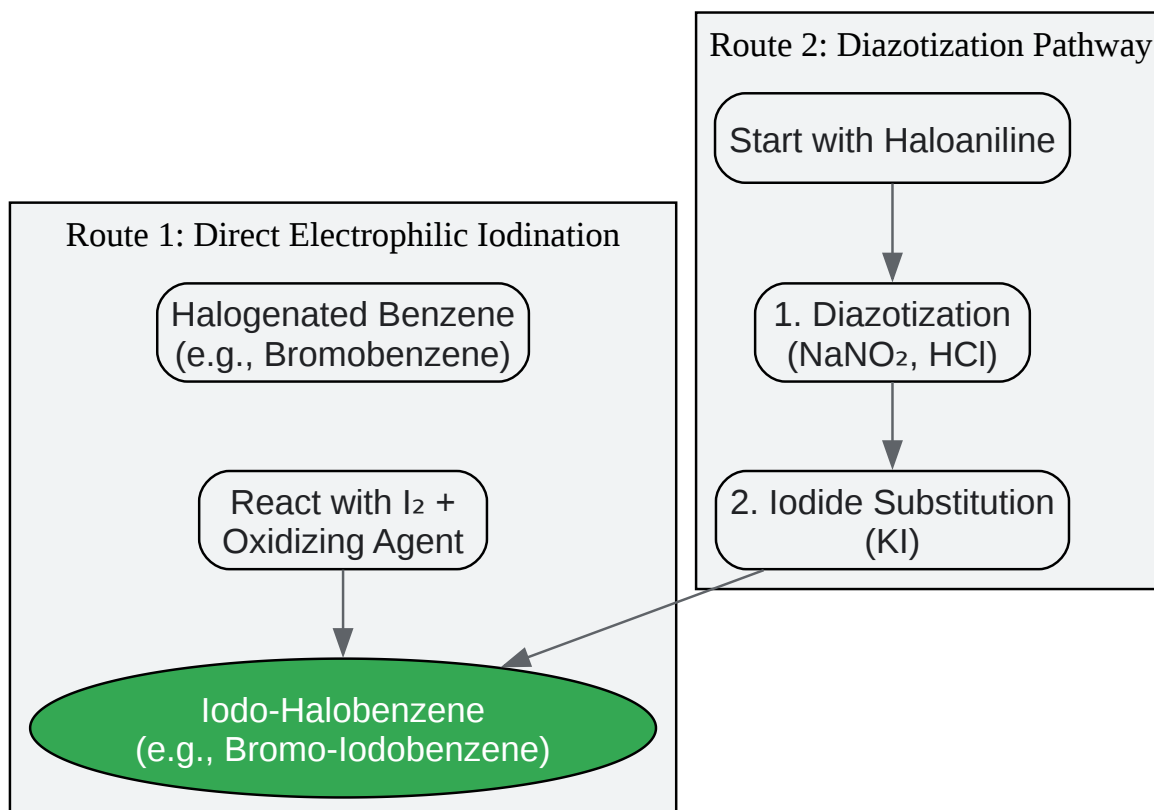 Route 2: Diazotization Pathway
Start with Haloaniline
Route 1: Direct Electrophilic Iodination
Halogenated Benzene
(e.g., Bromobenzene)
1. Diazotization
(NaNO₂, HCl)
React with I₂ +
Oxidizing Agent
2. Iodide Substitution
(KI)
Iodo-Halobenzene
(e.g., Bromo-Iodobenzene)